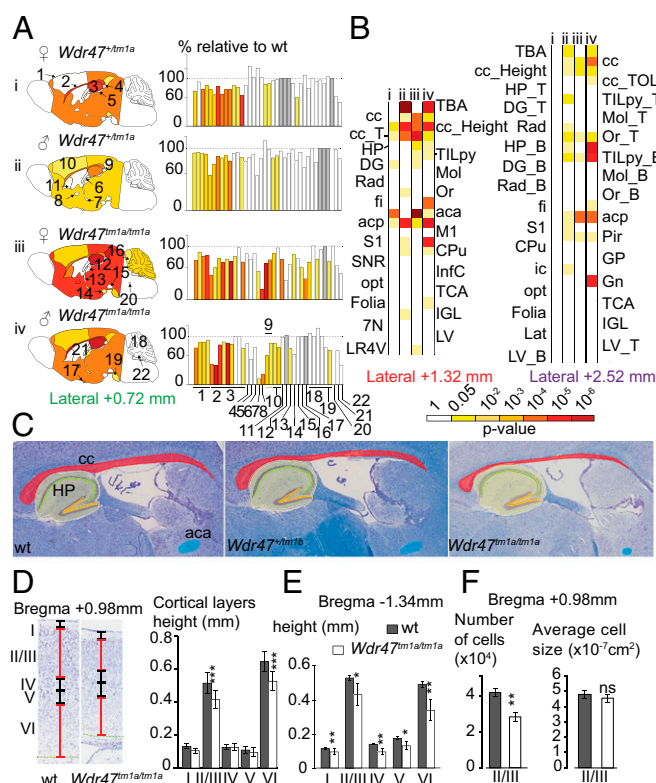 A
♀ Wdr47+/tm1a
% relative to wt
i
1 2 3 4 5
100
60
0
♂ Wdr47+/tm1a
ii
10 9
11 6
8 7
100
60
0
♀ Wdr47tm1a/tm1a
iii
16
12 15
13
14 20
100
60
0
♂ Wdr47tm1a/tm1a
iv
21 18
17 19 22
100
60
0
9
Lateral +0.72 mm
1 2 3 45678 10 18 22
19 21
11 13 15 17 20
12 14 16
B
i ii iii iv
TBA
cc
cc_Height
cc_T
HP
TILpy
DG
Mol
Rad
Or
fi
aca
acp
M1
S1
CPu
SNR
InfC
opt
TCA
Folia
IGL
7N
LV
LR4V
Lateral +1.32 mm
i ii iii iv
TBA
cc
cc_Height
cc_TOL
HP_T
TILpy_T
DG_T
Mol_T
Rad
Or_T
HP_B
TILpy_B
DG_B
Mol_B
Rad_B
Or_B
fi
acp
S1
Pir
CPu
GP
ic
Gn
opt
TCA
Folia
IGL
Lat
LV_T
LV_B
Lateral +2.52 mm
1 0.05 10-2 10-3 10-4 10-5 10-6
p-value
C
cc
HP
aca
wt
Wdr47+/tm1b
Wdr47tm1a/tm1a
D
Bregma +0.98mm
I
II/III
IV
V
VI
wt Wdr47tm1a/tm1a
Cortical layers
height (mm)
0.8
0.6
0.4
0.2
0
***
***
I II/III IV V VI
E
Bregma -1.34mm
height (mm)
wt
Wdr47tm1a/tm1a
0.6
0.4
0.2
0
** * ** * **
I II/III IV V VI
F
Bregma +0.98mm
Number
of cells
(x104)
4
2
0
**
II/III
Average cell
size (x10-7cm2)
4
2
0
ns
II/III